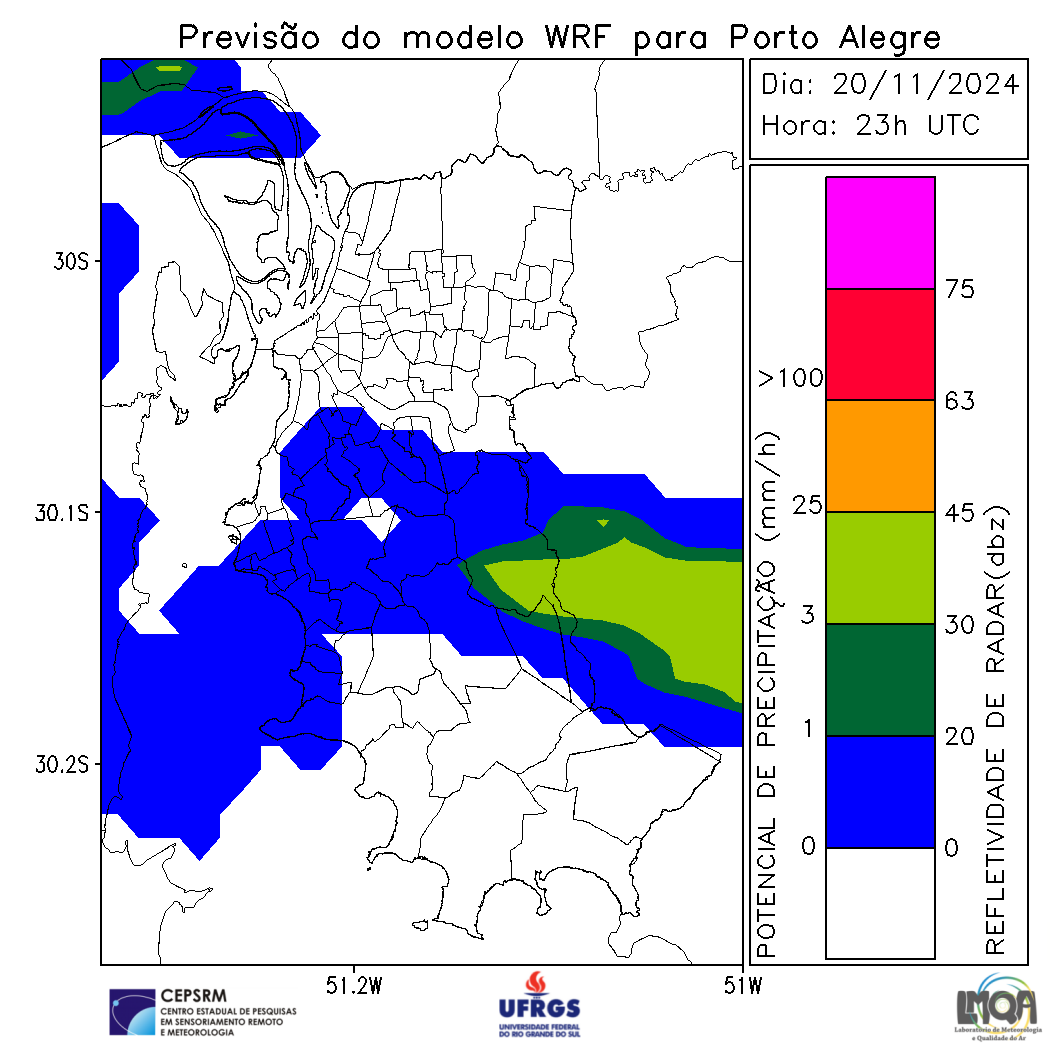 Previsão do modelo WRF para Porto Alegre
Dia: 20/11/2024
Hora: 23h UTC
30S
30.1S
30.2S
51.2W
51W
POTENCIAL DE PRECIPITAÇÃO (mm/h)
>100
25
3
1
0
75
63
45
30
20
0
REFLETIVIDADE DE RADAR(dbz)
CEPSRM
CENTRO ESTADUAL DE PESQUISAS
EM SENSORIAMENTO REMOTO
E METEOROLOGIA
UFRGS
UNIVERSIDADE FEDERAL
DO RIO GRANDE DO SUL
LMQA
Laboratório de Meteorologia
e Qualidade do Ar